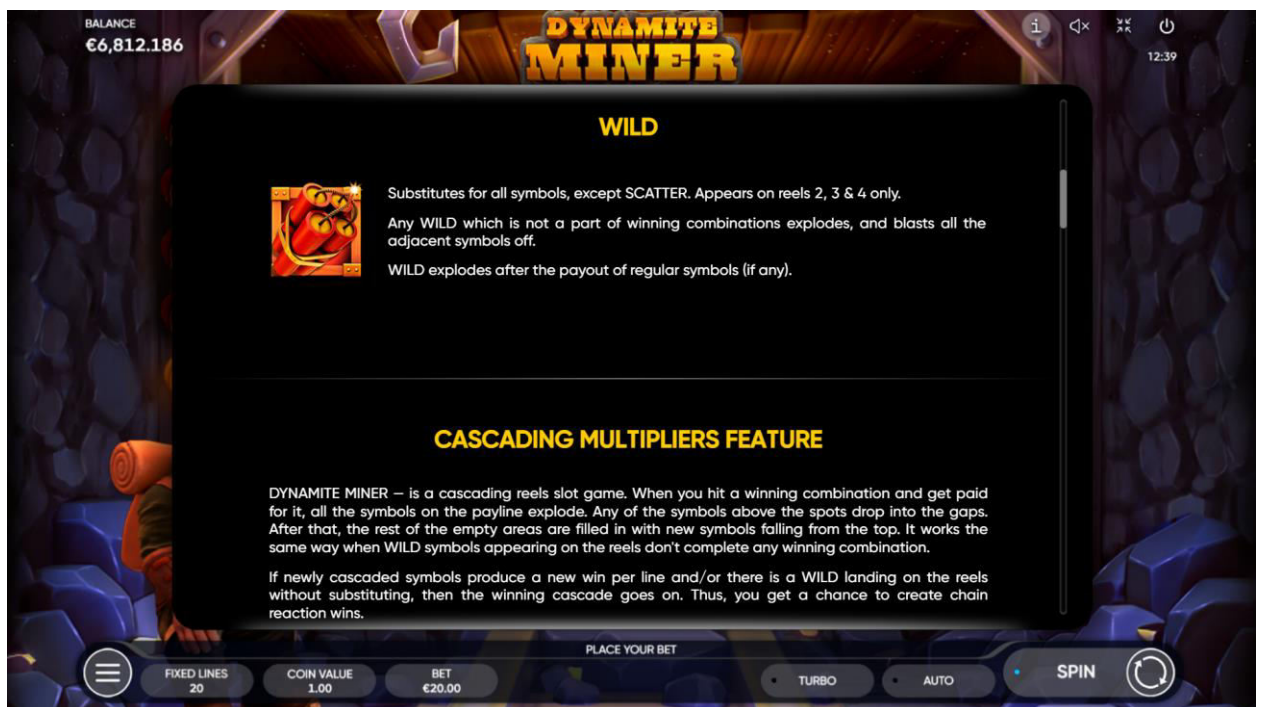 BALANCE
€6,812.186
DYNAMITE
MINER
12:39
WILD
Substitutes for all symbols, except SCATTER. Appears on reels 2, 3 & 4 only.
Any WILD which is not a part of winning combinations explodes, and blasts all the
adjacent symbols off.
WILD explodes after the payout of regular symbols (if any).
CASCADING MULTIPLIERS FEATURE
DYNAMITE MINER – is a cascading reels slot game. When you hit a winning combination and get paid
for it, all the symbols on the payline explode. Any of the symbols above the spots drop into the gaps.
After that, the rest of the empty areas are filled in with new symbols falling from the top. It works the
same way when WILD symbols appearing on the reels don't complete any winning combination.
If newly cascaded symbols produce a new win per line and/or there is a WILD landing on the reels
without substituting, then the winning cascade goes on. Thus, you get a chance to create chain
reaction wins.
PLACE YOUR BET
FIXED LINES
20
COIN VALUE
1.00
BET
€20.00
TURBO
AUTO
SPIN